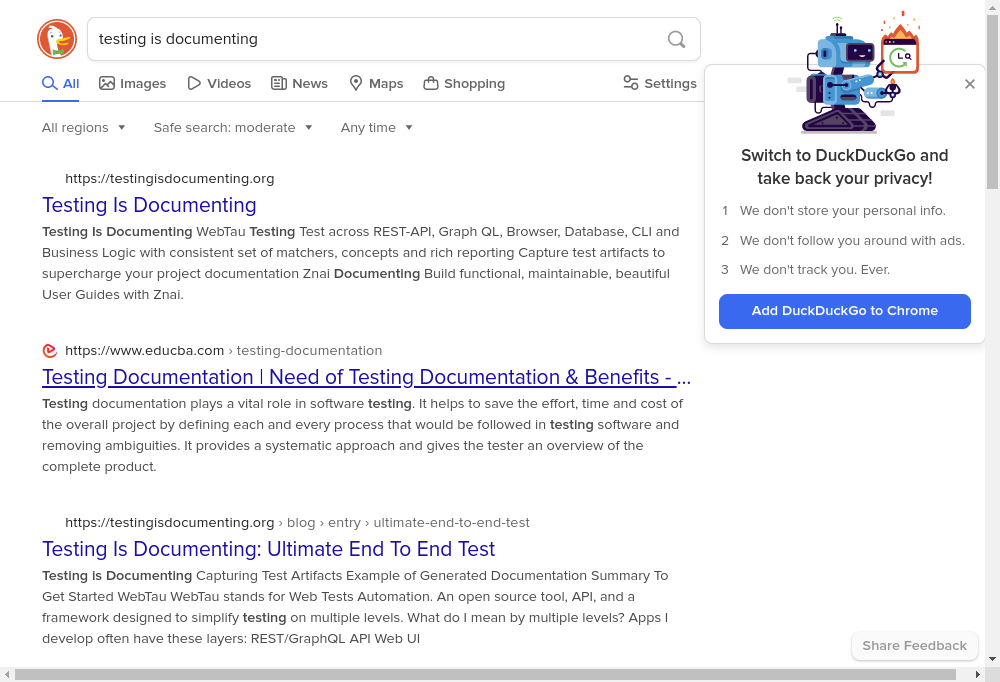 testing is documenting
All
Images
Videos
News
Maps
Shopping
Settings
All regions
Safe search: moderate
Any time
https://testingisdocumenting.org
Testing Is Documenting
Testing Is Documenting WebTau Testing Test across REST-API, Graph QL, Browser, Database, CLI and
Business Logic with consistent set of matchers, concepts and rich reporting Capture test artifacts to
supercharge your project documentation Znai Documenting Build functional, maintainable, beautiful
User Guides with Znai.
https://www.educba.com › testing-documentation
Testing Documentation | Need of Testing Documentation & Benefits - ...
Testing documentation plays a vital role in software testing. It helps to save the effort, time and cost of
the overall project by defining each and every process that would be followed in testing software and
removing ambiguities. It provides a systematic approach and gives the tester an overview of the
complete product.
https://testingisdocumenting.org › blog › entry › ultimate-end-to-end-test
Testing Is Documenting: Ultimate End To End Test
Testing is Documenting Capturing Test Artifacts Example of Generated Documentation Summary To
Get Started WebTau WebTau stands for Web Tests Automation. An open source tool, API, and a
framework designed to simplify testing on multiple levels. What do I mean by multiple levels? Apps I
develop often have these layers: REST/GraphQL API Web UI
Switch to DuckDuckGo and
take back your privacy!
1 We don't store your personal info.
2 We don't follow you around with ads.
3 We don't track you. Ever.
Add DuckDuckGo to Chrome
Share Feedback